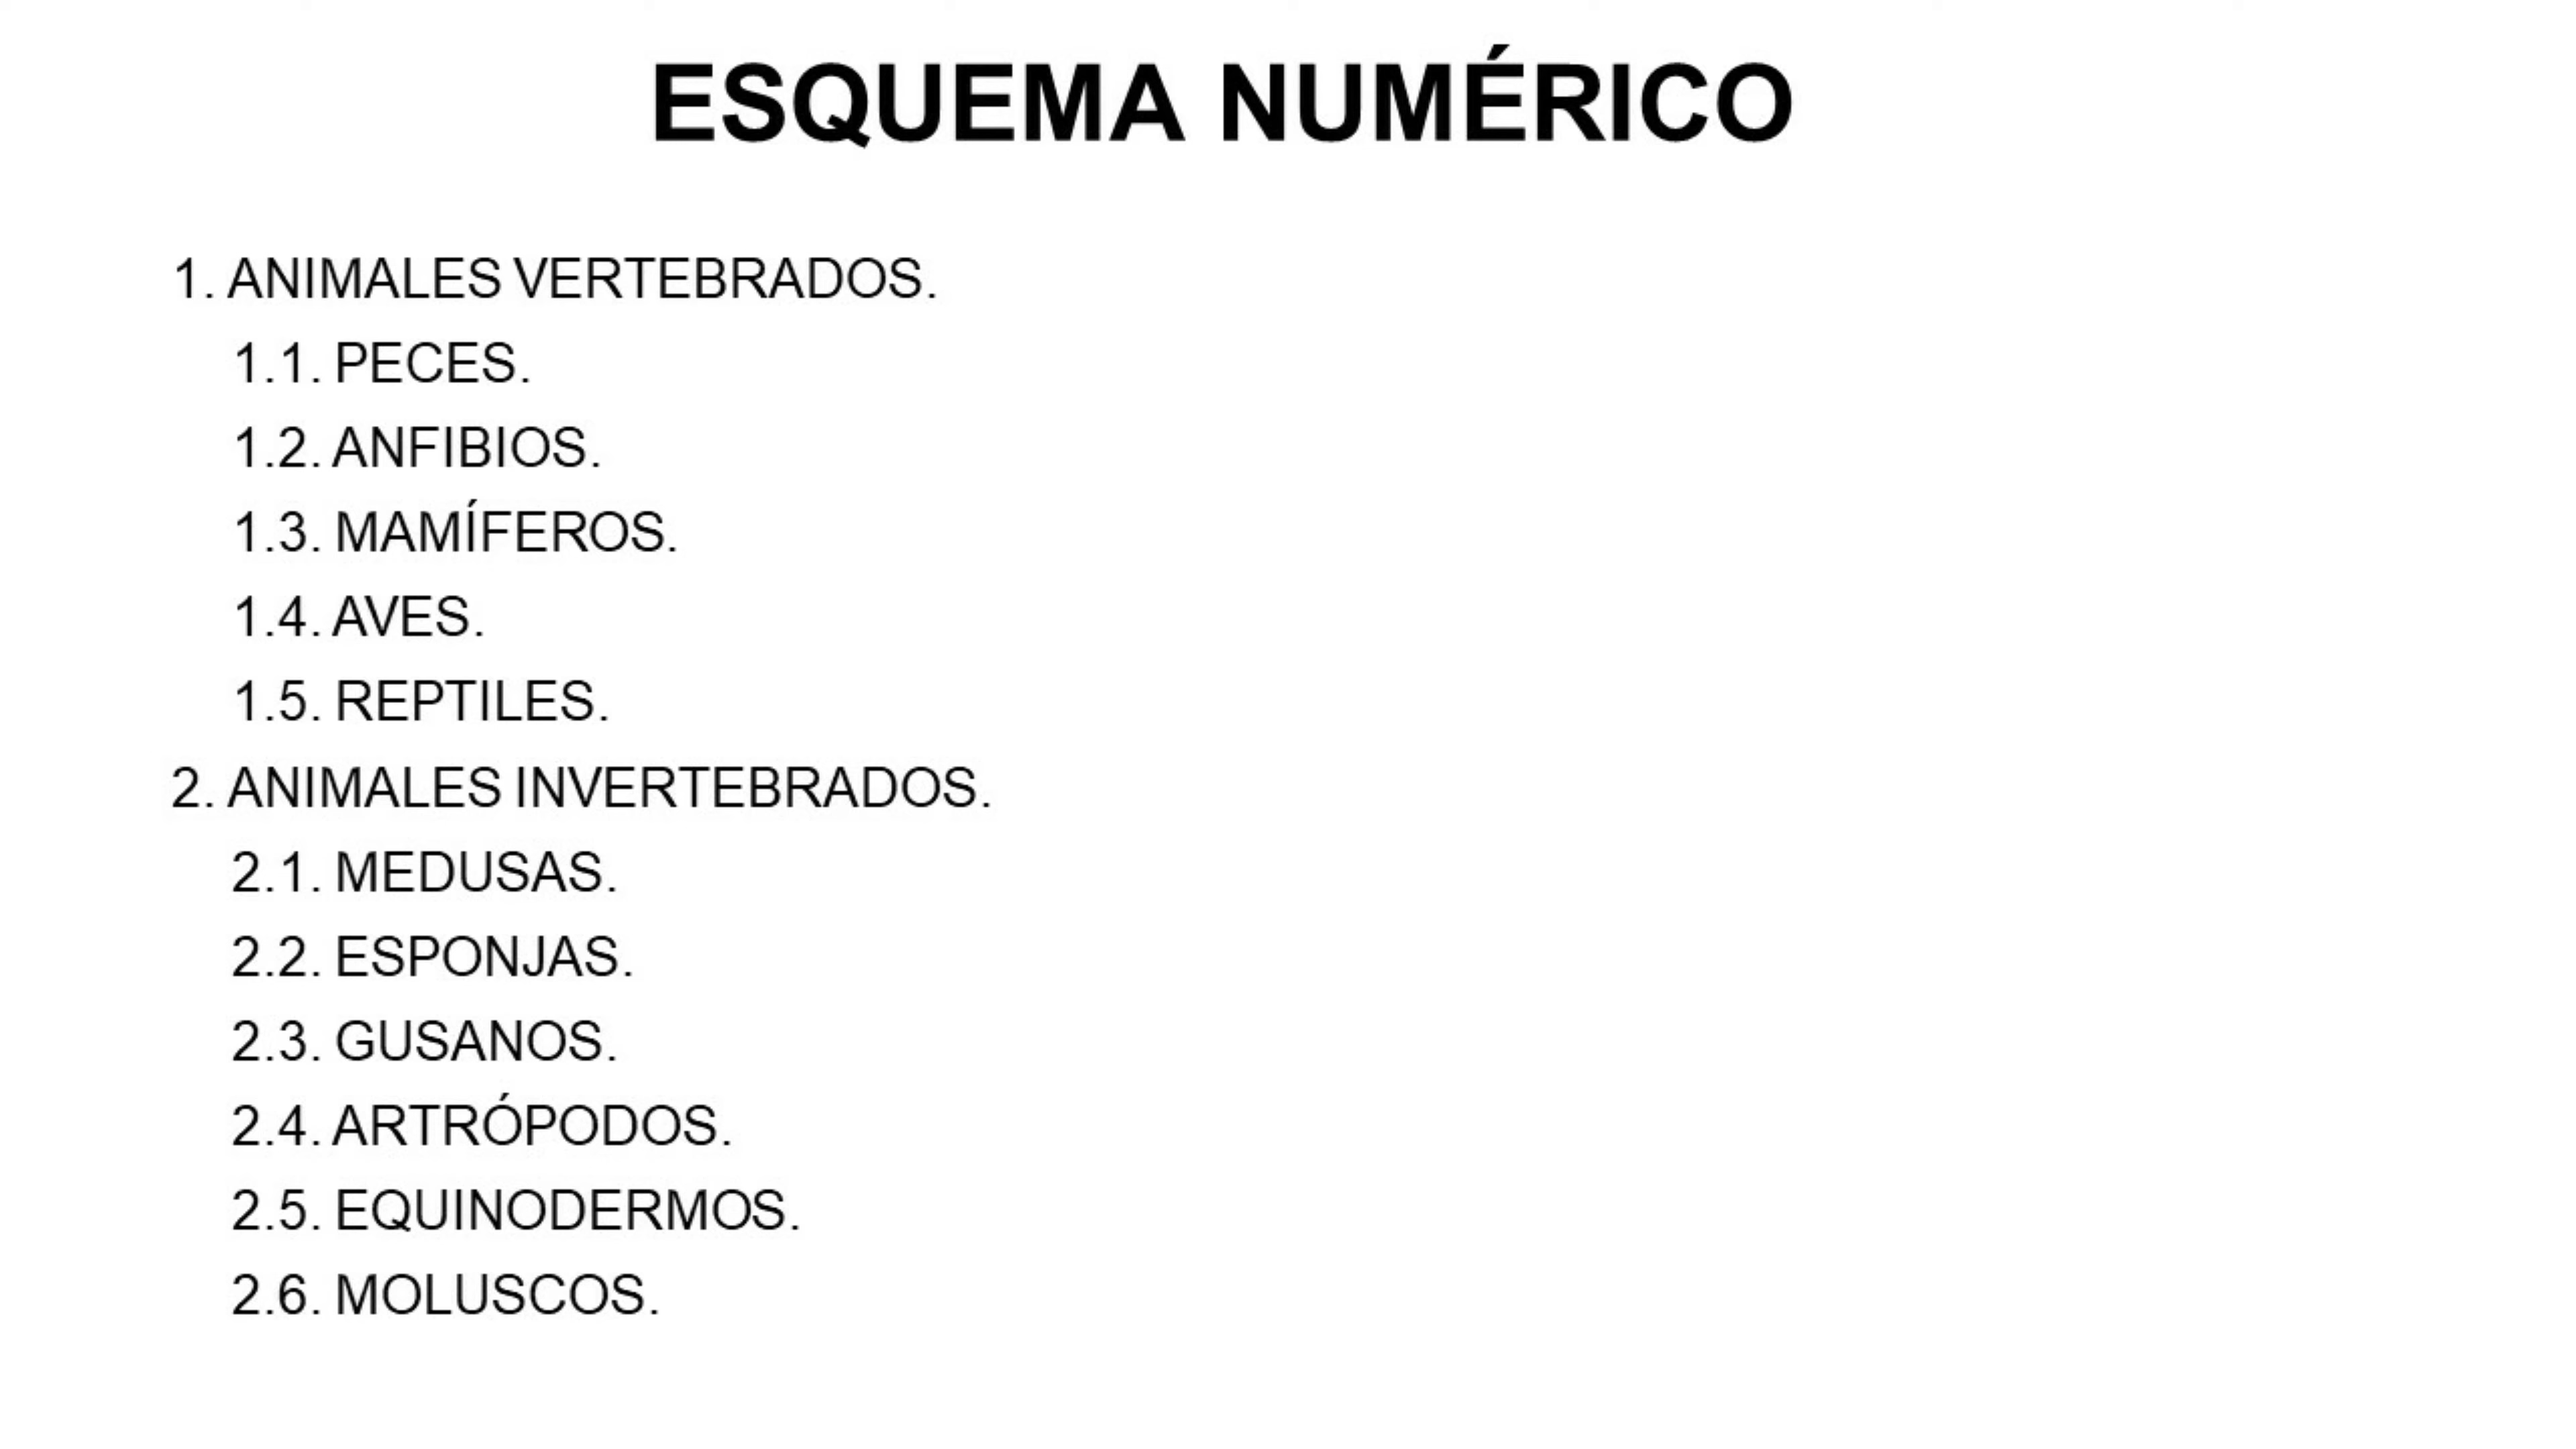 ESQUEMA NUMÉRICO
1. ANIMALES VERTEBRADOS.
1.1. PECES.
1.2. ANFIBIOS.
1.3. MAMÍFEROS.
1.4. AVES.
1.5. REPTILES.
2. ANIMALES INVERTEBRADOS.
2.1. MEDUSAS.
2.2. ESPONJAS.
2.3. GUSANOS.
2.4. ARTRÓPODOS.
2.5. EQUINODERMOS.
2.6. MOLUSCOS.